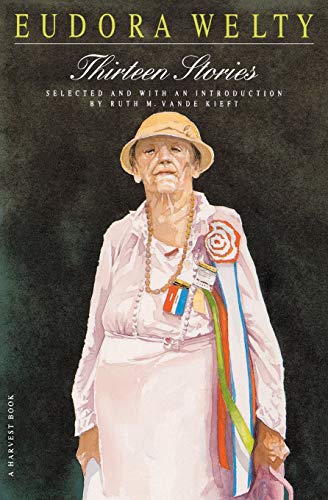 EUDORA WELTY
Thirteen Stories
SELECTED AND WITH AN INTRODUCTION
BY RUTH M. VANDE KIEFT
A HARVEST BOOK